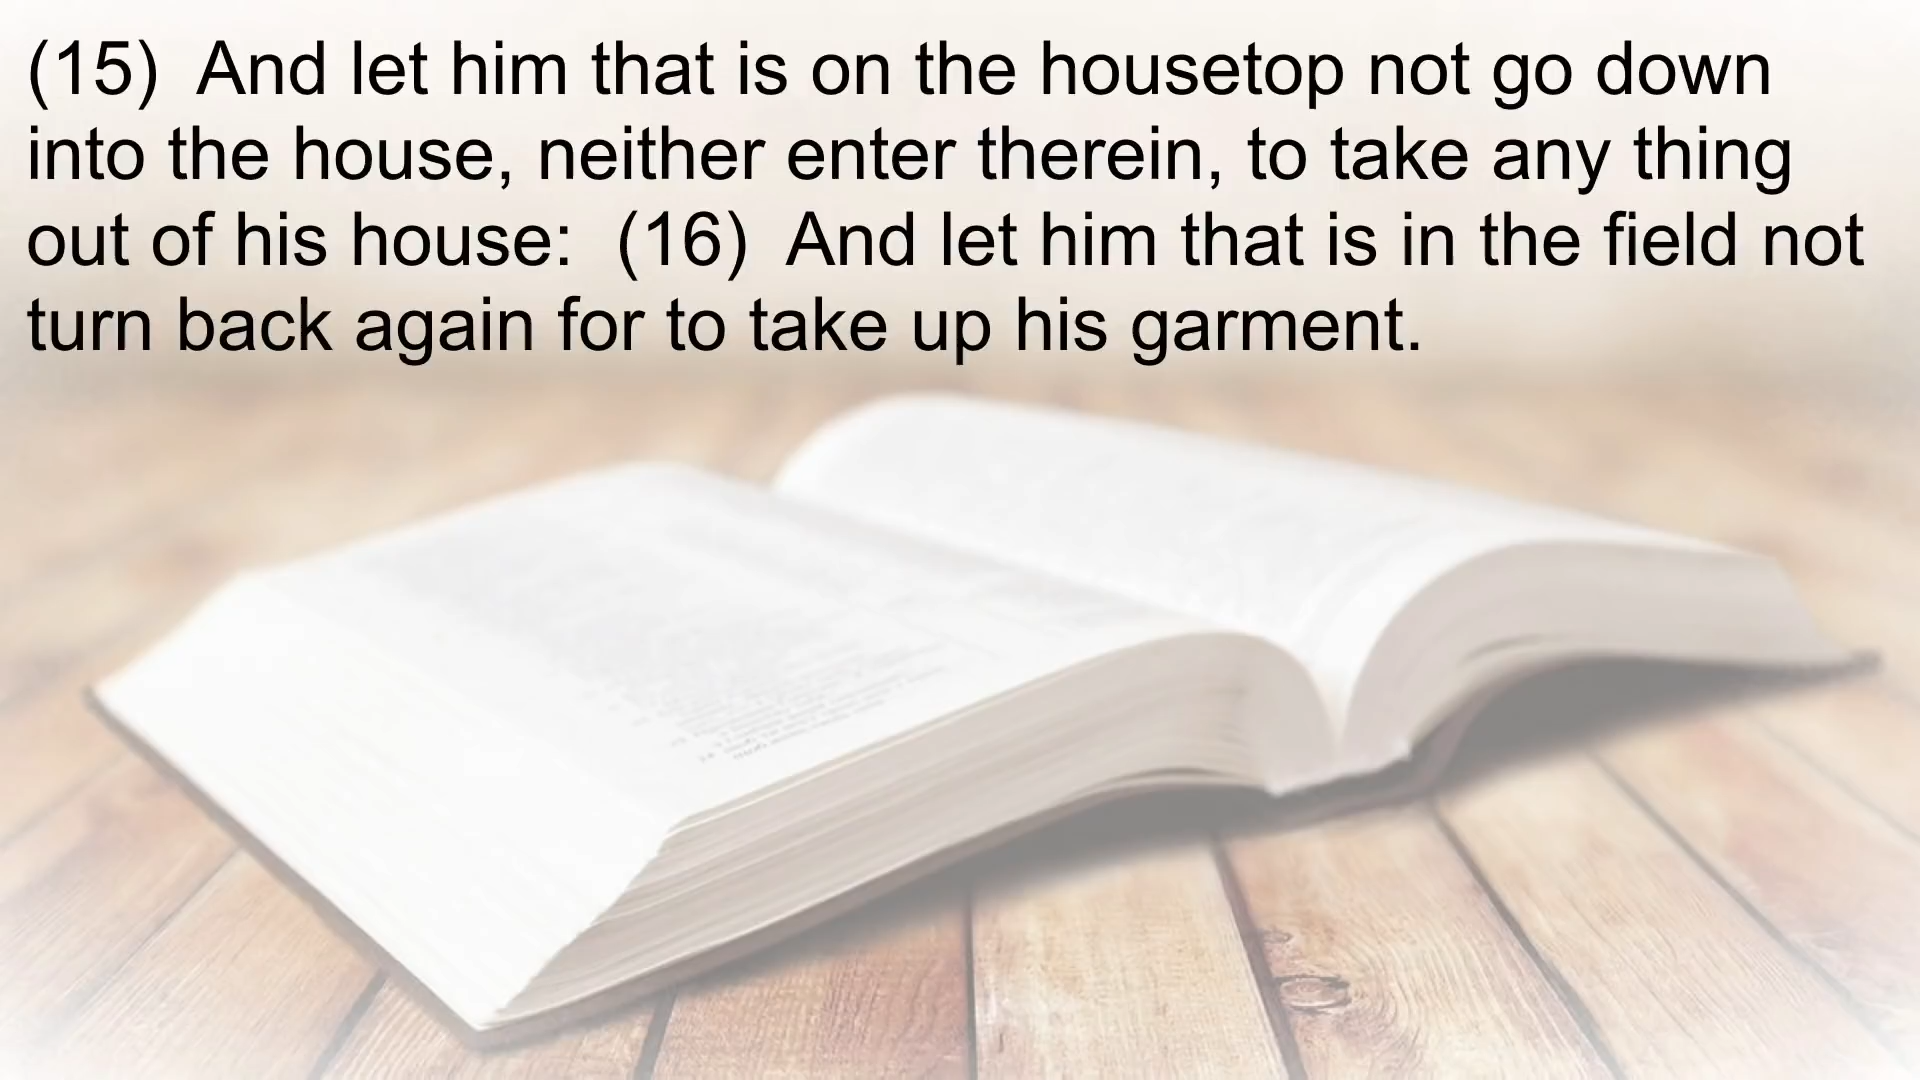 (15)  And let him that is on the housetop not go down
into the house, neither enter therein, to take any thing
out of his house:  (16)  And let him that is in the field not
turn back again for to take up his garment.